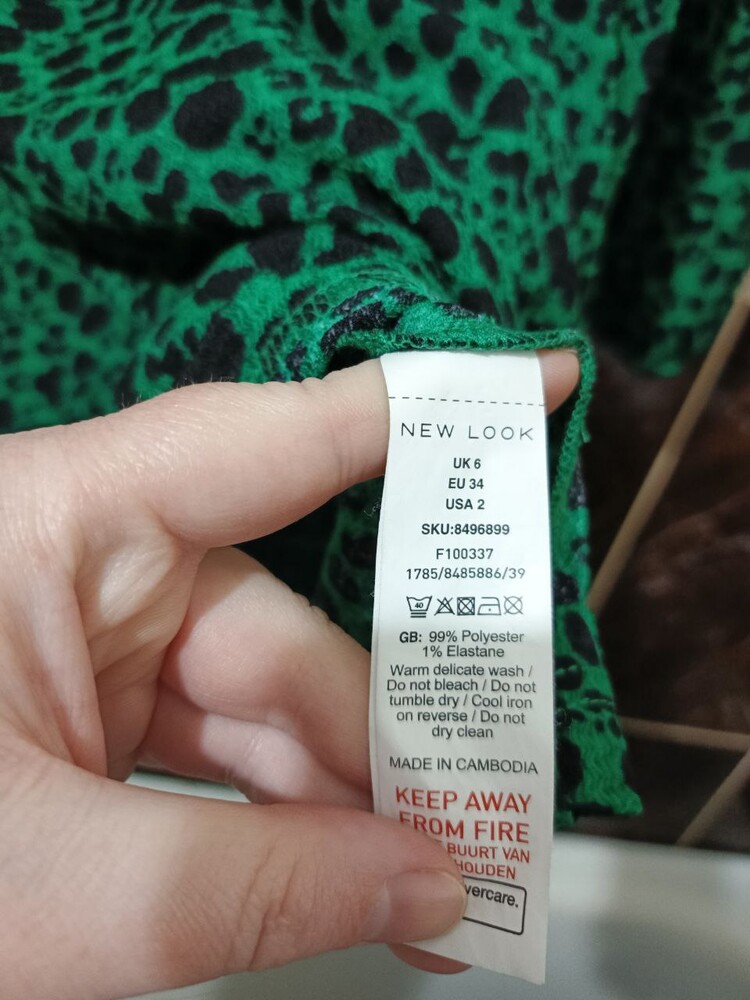 NEW LOOK
UK 6
EU 34
USA 2
SKU:8496899
F100337
1785/8485886/39
40
GB: 99% Polyester
1% Elastane
Warm delicate wash /
Do not bleach / Do not
tumble dry / Cool iron
on reverse / Do not
dry clean
MADE IN CAMBODIA
KEEP AWAY
FROM FIRE
BUURT VAN
HOUDEN